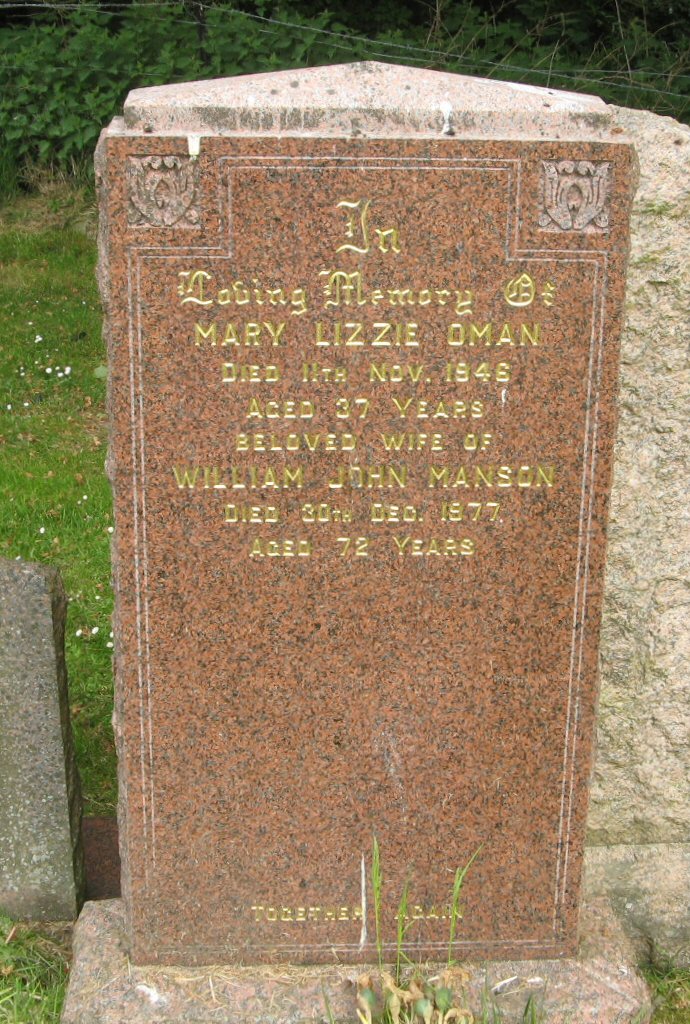 In
Loving Memory Of
MARY LIZZIE OMAN
DIED 11TH NOV. 1946
AGED 37 YEARS
BELOVED WIFE OF
WILLIAM JOHN MANSON
DIED 30TH DEC. 1977
AGED 72 YEARS
TOGETHER AGAIN